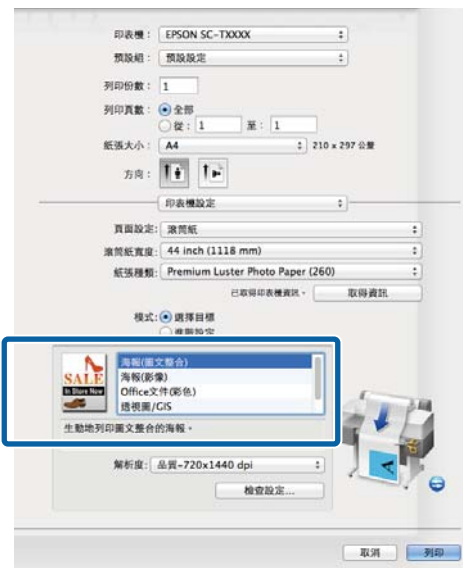 印表機： EPSON SC-TXXXX
預設組： 預設設定
列印份數： 1
列印頁數： 全部
從： 1 至： 1
紙張大小： A4 210 x 297 公釐
方向：
印表機設定
頁面設定: 滾筒紙
滾筒紙寬度: 44 inch (1118 mm)
紙張種類: Premium Luster Photo Paper (260)
已取得印表機資訊。 取得資訊
模式: 選擇目標
進階設定
SALE
In Store Now
海報(圖文整合)
海報(影像)
Office文件(彩色)
透視圖/GIS
生動地列印圖文整合的海報。
解析度: 品質-720x1440 dpi
檢查設定...
取消 列印